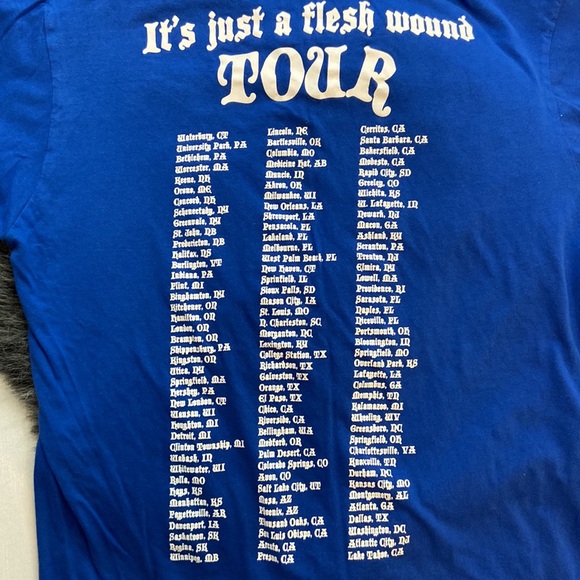 It's just a flesh wound
TOUR
Waterbury, CT
University Park, PA
Bethlehem, PA
Worcester, MA
Keene, NH
Orono, ME
Concord, NH
Schenectady, NY
Greenvale, NY
St. John, NB
Fredericton, NB
Halifax, NS
Burlington, VT
Indiana, PA
Flint, MI
Binghamton, NY
Kitchener, ON
Hamilton, ON
London, ON
Brampton, ON
Shippensburg, PA
Kingston, ON
Utica, NY
Springfield, MA
Hershey, PA
New London, CT
Wausau, WI
Houghton, MI
Detroit, MI
Clinton Township, MI
Wabash, IN
Whitewater, WI
Rolla, MO
Hays, KS
Manhattan, KS
Fayetteville, AR
Davenport, IA
Saskatoon, SK
Regina, SK
Winnipeg, MB
Lincoln, NE
Bartlesville, OK
Columbia, MO
Medicine Hat, AB
Muncie, IN
Akron, OH
Milwaukee, WI
New Orleans, LA
Shreveport, LA
Pensacola, FL
Lakeland, FL
Melbourne, FL
West Palm Beach, FL
New Haven, CT
Sprinfield, IL
Sioux Falls, SD
Mason City, IA
St. Louis, MO
N. Charleston, SC
Morganton, NC
Lexington, KY
College Station, TX
Richardson, TX
Galveston, TX
Orange, TX
El Paso, TX
Chico, CA
Riverside, CA
Bellingham, WA
Medford, OR
Palm Desert, CA
Colorado Springs, CO
Avon, CO
Salt Lake City, UT
Mesa, AZ
Phoenix, AZ
Tousand Oaks, CA
San Luis Obispo, CA
Arcata, CA
Fresno, CA
Cerritos, CA
Santa Barbara, CA
Bakersfield, CA
Modesto, CA
Rapid City, SD
Greeley, CO
Wichita, KS
W. Lafayette, IN
Newark, NJ
Macon, GA
Ashland, KY
Scranton, PA
Trenton, NJ
Elmira, NY
Lowell, MA
Providence, RI
Sarasota, FL
Naples, FL
Niceville, FL
Portsmouth, OH
Bloomington, IN
Springfield, MO
Overland Park, KS
Lafayette, LA
Columbus, GA
Memphis, TN
Kalamazoo, MI
Wheeling, WV
Greensboro, NC
Springfield, OH
Charlottesville, VA
Knoxville, TN
Durham, NC
Kansas City, MO
Montgomery, AL
Atlanta, GA
Dallas, TX
Washington, DC
Atlantic City, NJ
Lake Tahoe, CA